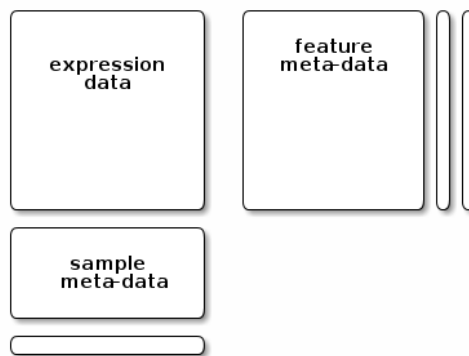 expression
data
feature
meta-data
sample
meta-data